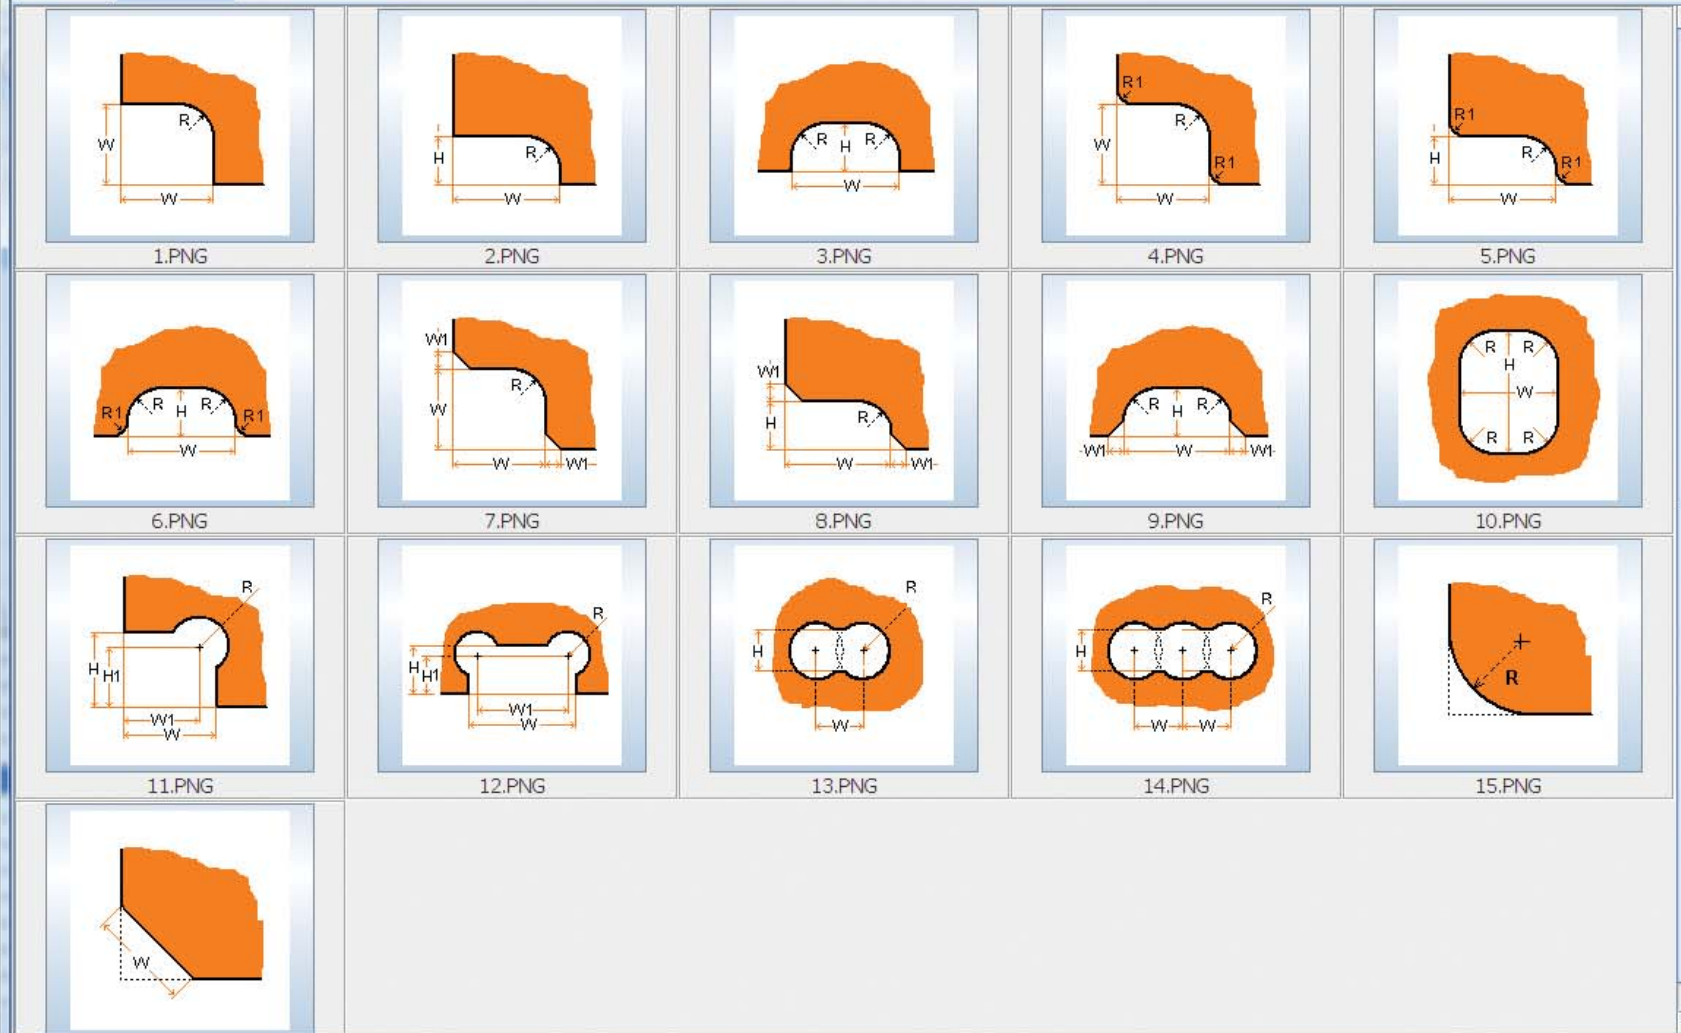 R
W
W
1.PNG
H
R
W
2.PNG
R H R
W
3.PNG
R1
R
W
R1
W
4.PNG
R1
H
R
R1
W
5.PNG
R R
R1 H R1
W
6.PNG
W1
R
W
W W1
7.PNG
W1
H
R
W W1
8.PNG
R H R
W1 W W1
9.PNG
R R
H
W
R R
10.PNG
R
H
H1
W1
W
11.PNG
R
H
H1
W1
W
12.PNG
R
H
W
13.PNG
R
H
W W
14.PNG
R
15.PNG
W